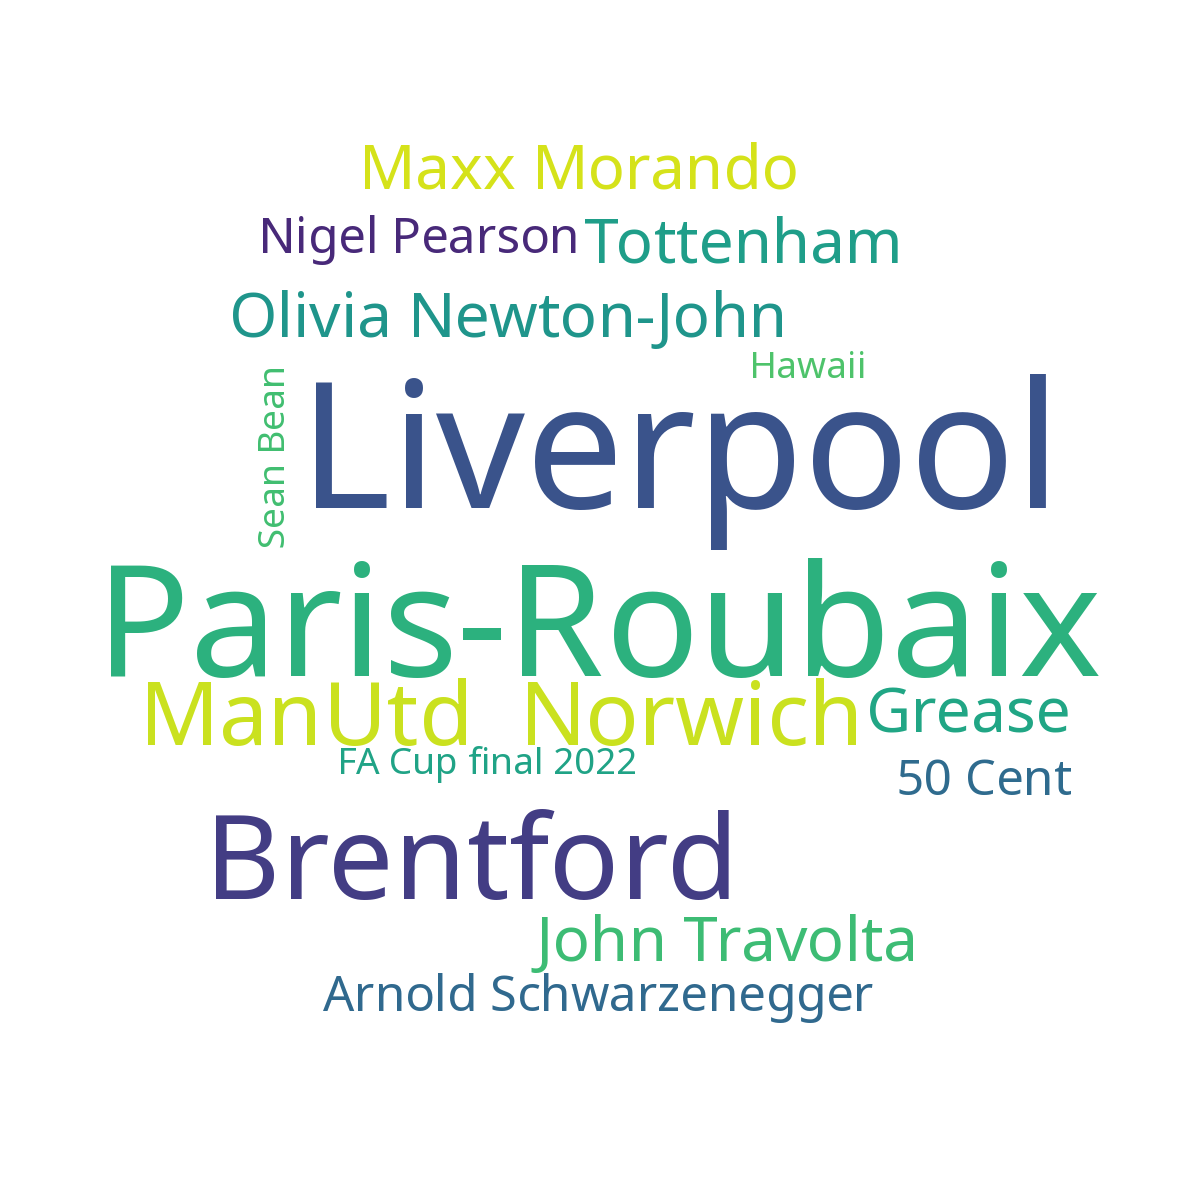 Maxx Morando
Nigel Pearson
Tottenham
Olivia Newton-John
Hawaii
Sean Bean
Liverpool
Paris-Roubaix
ManUtd
Norwich
Grease
FA Cup final 2022
50 Cent
Brentford
John Travolta
Arnold Schwarzenegger